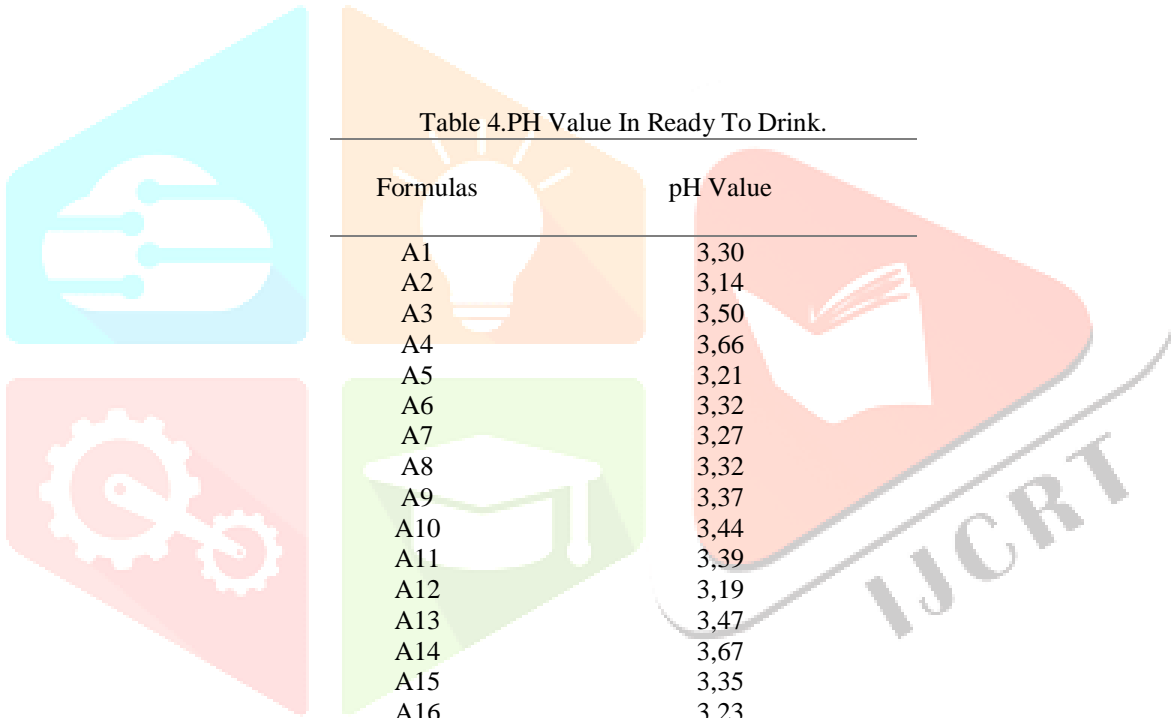 Table 4.PH Value In Ready To Drink.
Formulas pH Value
A1 3,30
A2 3,14
A3 3,50
A4 3,66
A5 3,21
A6 3,32
A7 3,27
A8 3,32
A9 3,37
A10 3,44
A11 3,39
A12 3,19
A13 3,47
A14 3,67
A15 3,35
A16 3,23
IJCRT